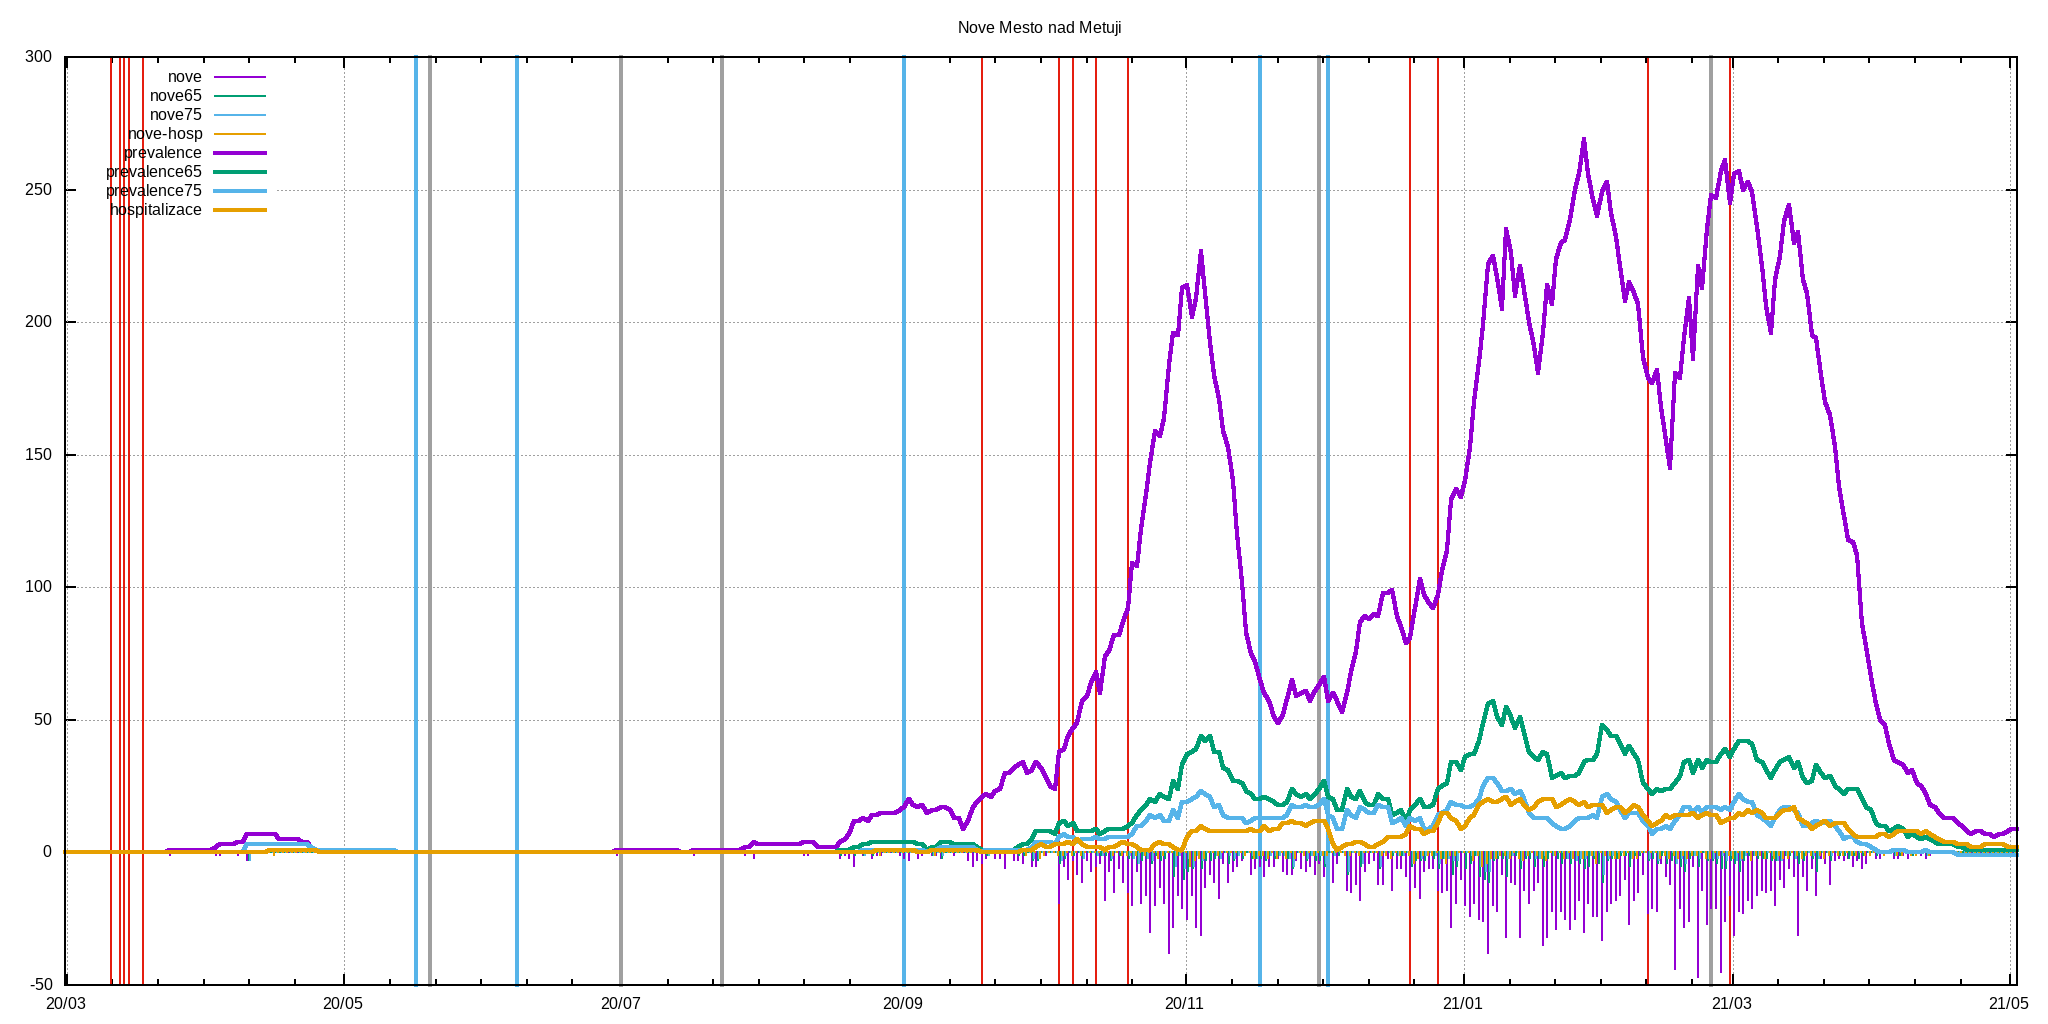 Nove Mesto nad Metuji
300
250
200
150
100
50
0
-50
nove
nove65
nove75
nove-hosp
prevalence
prevalence65
prevalence75
hospitalizace
20/03 20/05 20/07 20/09 20/11 21/01 21/03 21/05